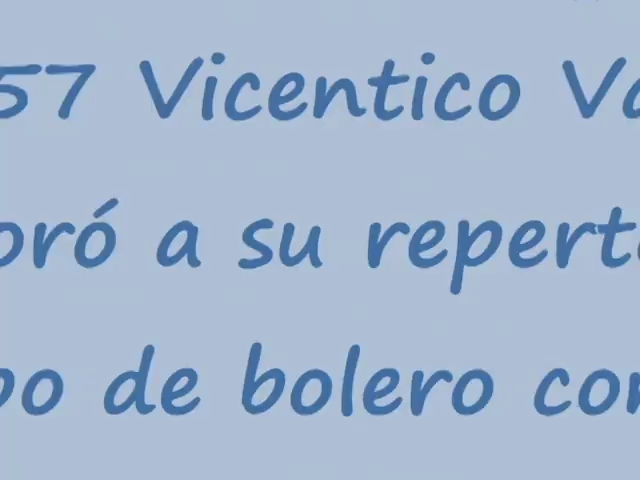 57 Vicentico Va
oró a su reperto
po de bolero con